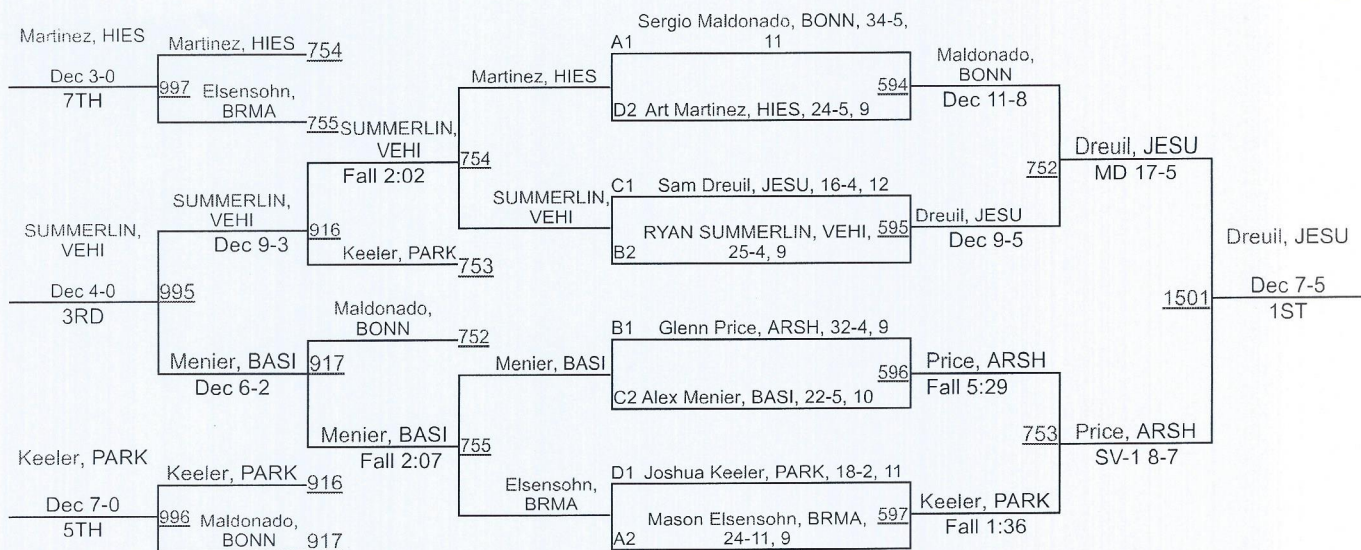 Martinez, HIES
Dec 3-0
7TH
997
Martinez, HIES 754
Elsensohn,
BRMA
755
SUMMERLIN,
VEHI
Dec 4-0
3RD
995
SUMMERLIN,
VEHI
Dec 9-3
916
SUMMERLIN,
VEHI
Fall 2:02
754
Keeler, PARK
753
Menier, BASI
Dec 6-2
917
Maldonado,
BONN
752
Menier, BASI
Fall 2:07
755
Keeler, PARK
Dec 7-0
5TH
996
Keeler, PARK
916
Maldonado,
BONN
917
Martinez, HIES
SUMMERLIN,
VEHI
Menier, BASI
Elsensohn,
BRMA
Sergio Maldonado, BONN, 34-5,
11
A1
594
D2 Art Martinez, HIES, 24-5, 9
C1 Sam Dreuil, JESU, 16-4, 12
RYAN SUMMERLIN, VEHI,
25-4, 9
B2
595
B1 Glenn Price, ARSH, 32-4, 9
596
C2 Alex Menier, BASI, 22-5, 10
D1 Joshua Keeler, PARK, 18-2, 11
Mason Elsensohn, BRMA,
24-11, 9
A2
597
Maldonado,
BONN
Dec 11-8
752
Dreuil, JESU
Dec 9-5
Price, ARSH
Fall 5:29
753
Keeler, PARK
Fall 1:36
Dreuil, JESU
MD 17-5
1501
Price, ARSH
SV-1 8-7
Dreuil, JESU
Dec 7-5
1ST